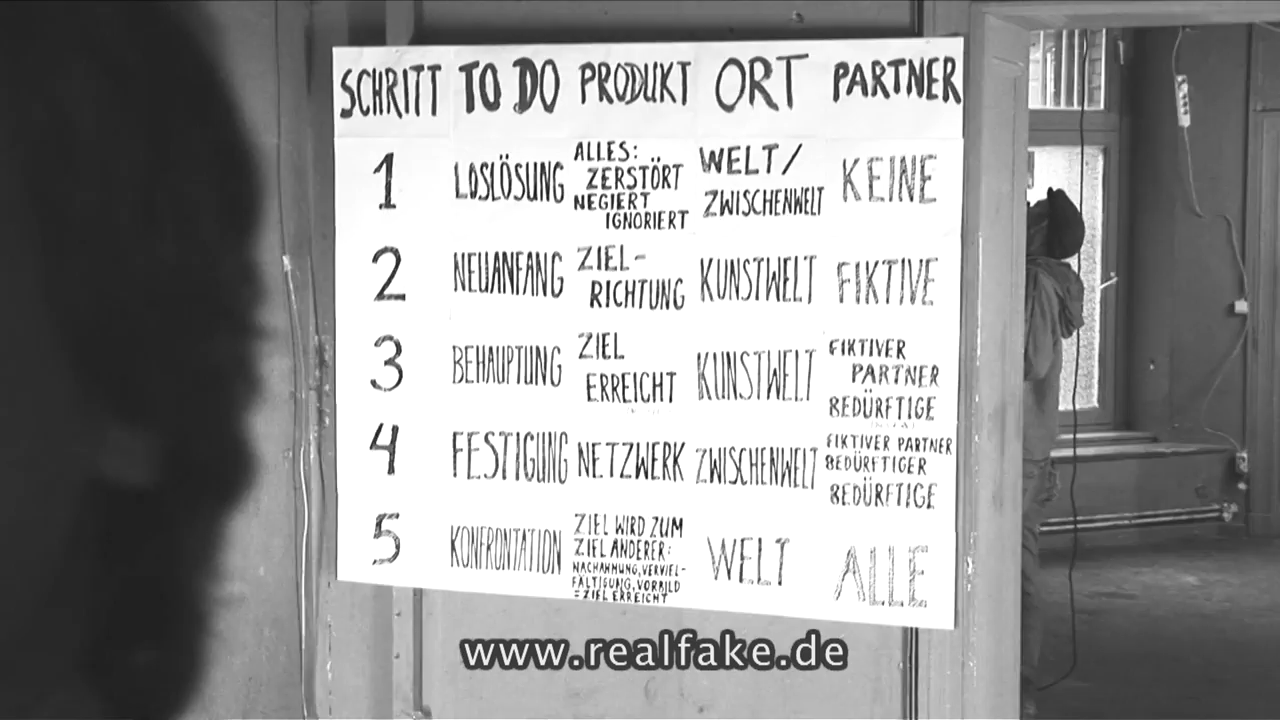 SCHRITT TO DO PRODUKT ORT PARTNER
1 LOSLÖSUNG ALLES: ZERSTÖRT NEGIERT IGNORIERT WELT/ ZWISCHENWELT KEINE
2 NEUANFANG ZIEL- RICHTUNG KUNSTWELT FIKTIVE
3 BEHAUPTUNG ZIEL ERREICHT KUNSTWELT FIKTIVER PARTNER BEDÜRFTIGE
4 FESTIGUNG NETZWERK ZWISCHENWELT FIKTIVER PARTNER BEDÜRFTIGER BEDÜRFTIGE
5 KONFRONTATION ZIEL WIRD ZUM ZIEL ANDERER: NACHAHMUNG, VERVIEL- FÄLTIGUNG, VORBILD = ZIEL ERREICHT WELT ALLE
www.realfake.de